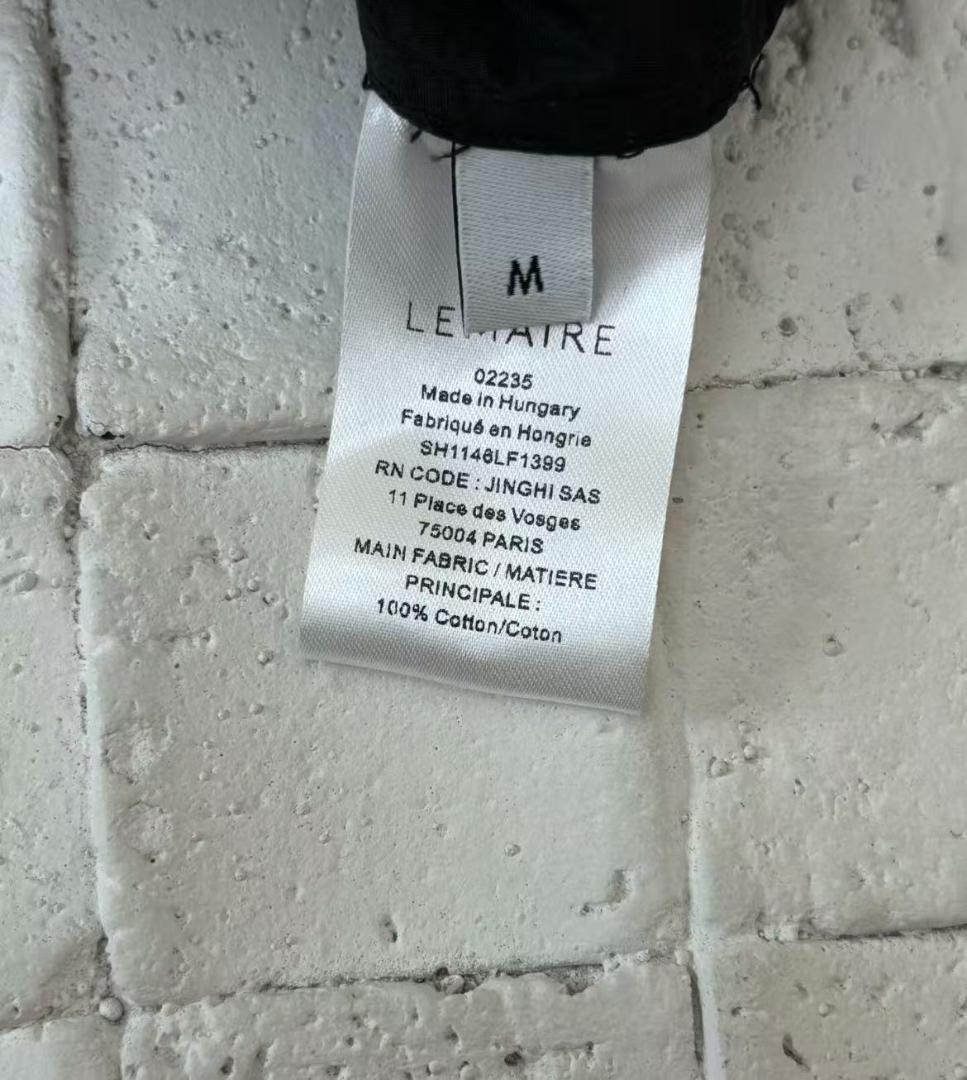 M
LEMAIRE
02235
Made in Hungary
Fabriqué en Hongrie
SH1146LF1399
RN CODE : JINGHI SAS
11 Place des Vosges
75004 PARIS
MAIN FABRIC / MATIERE
PRINCIPALE :
100% Cotton/Coton